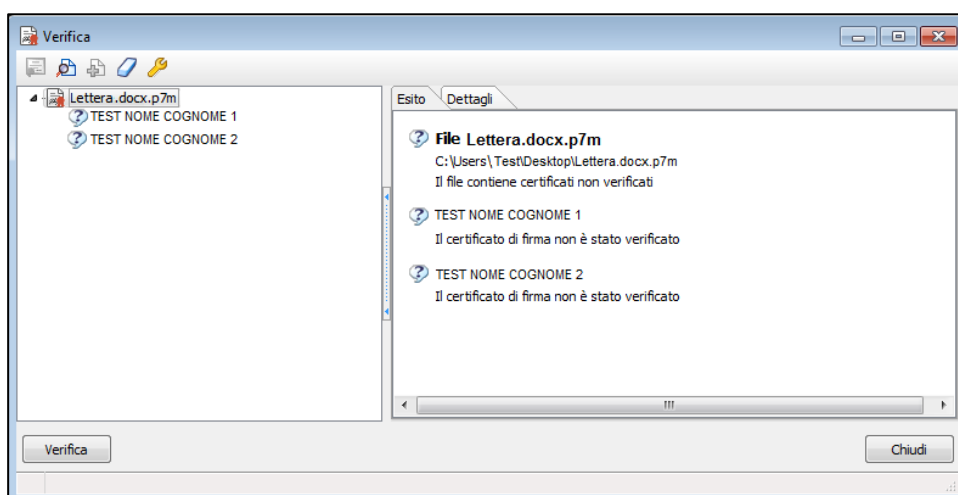 Verifica
Lettera.docx.p7m
TEST NOME COGNOME 1
TEST NOME COGNOME 2
Esito Dettagli
File Lettera.docx.p7m
C:\Users\Test\Desktop\Lettera.docx.p7m
Il file contiene certificati non verificati
TEST NOME COGNOME 1
Il certificato di firma non è stato verificato
TEST NOME COGNOME 2
Il certificato di firma non è stato verificato
Verifica Chiudi